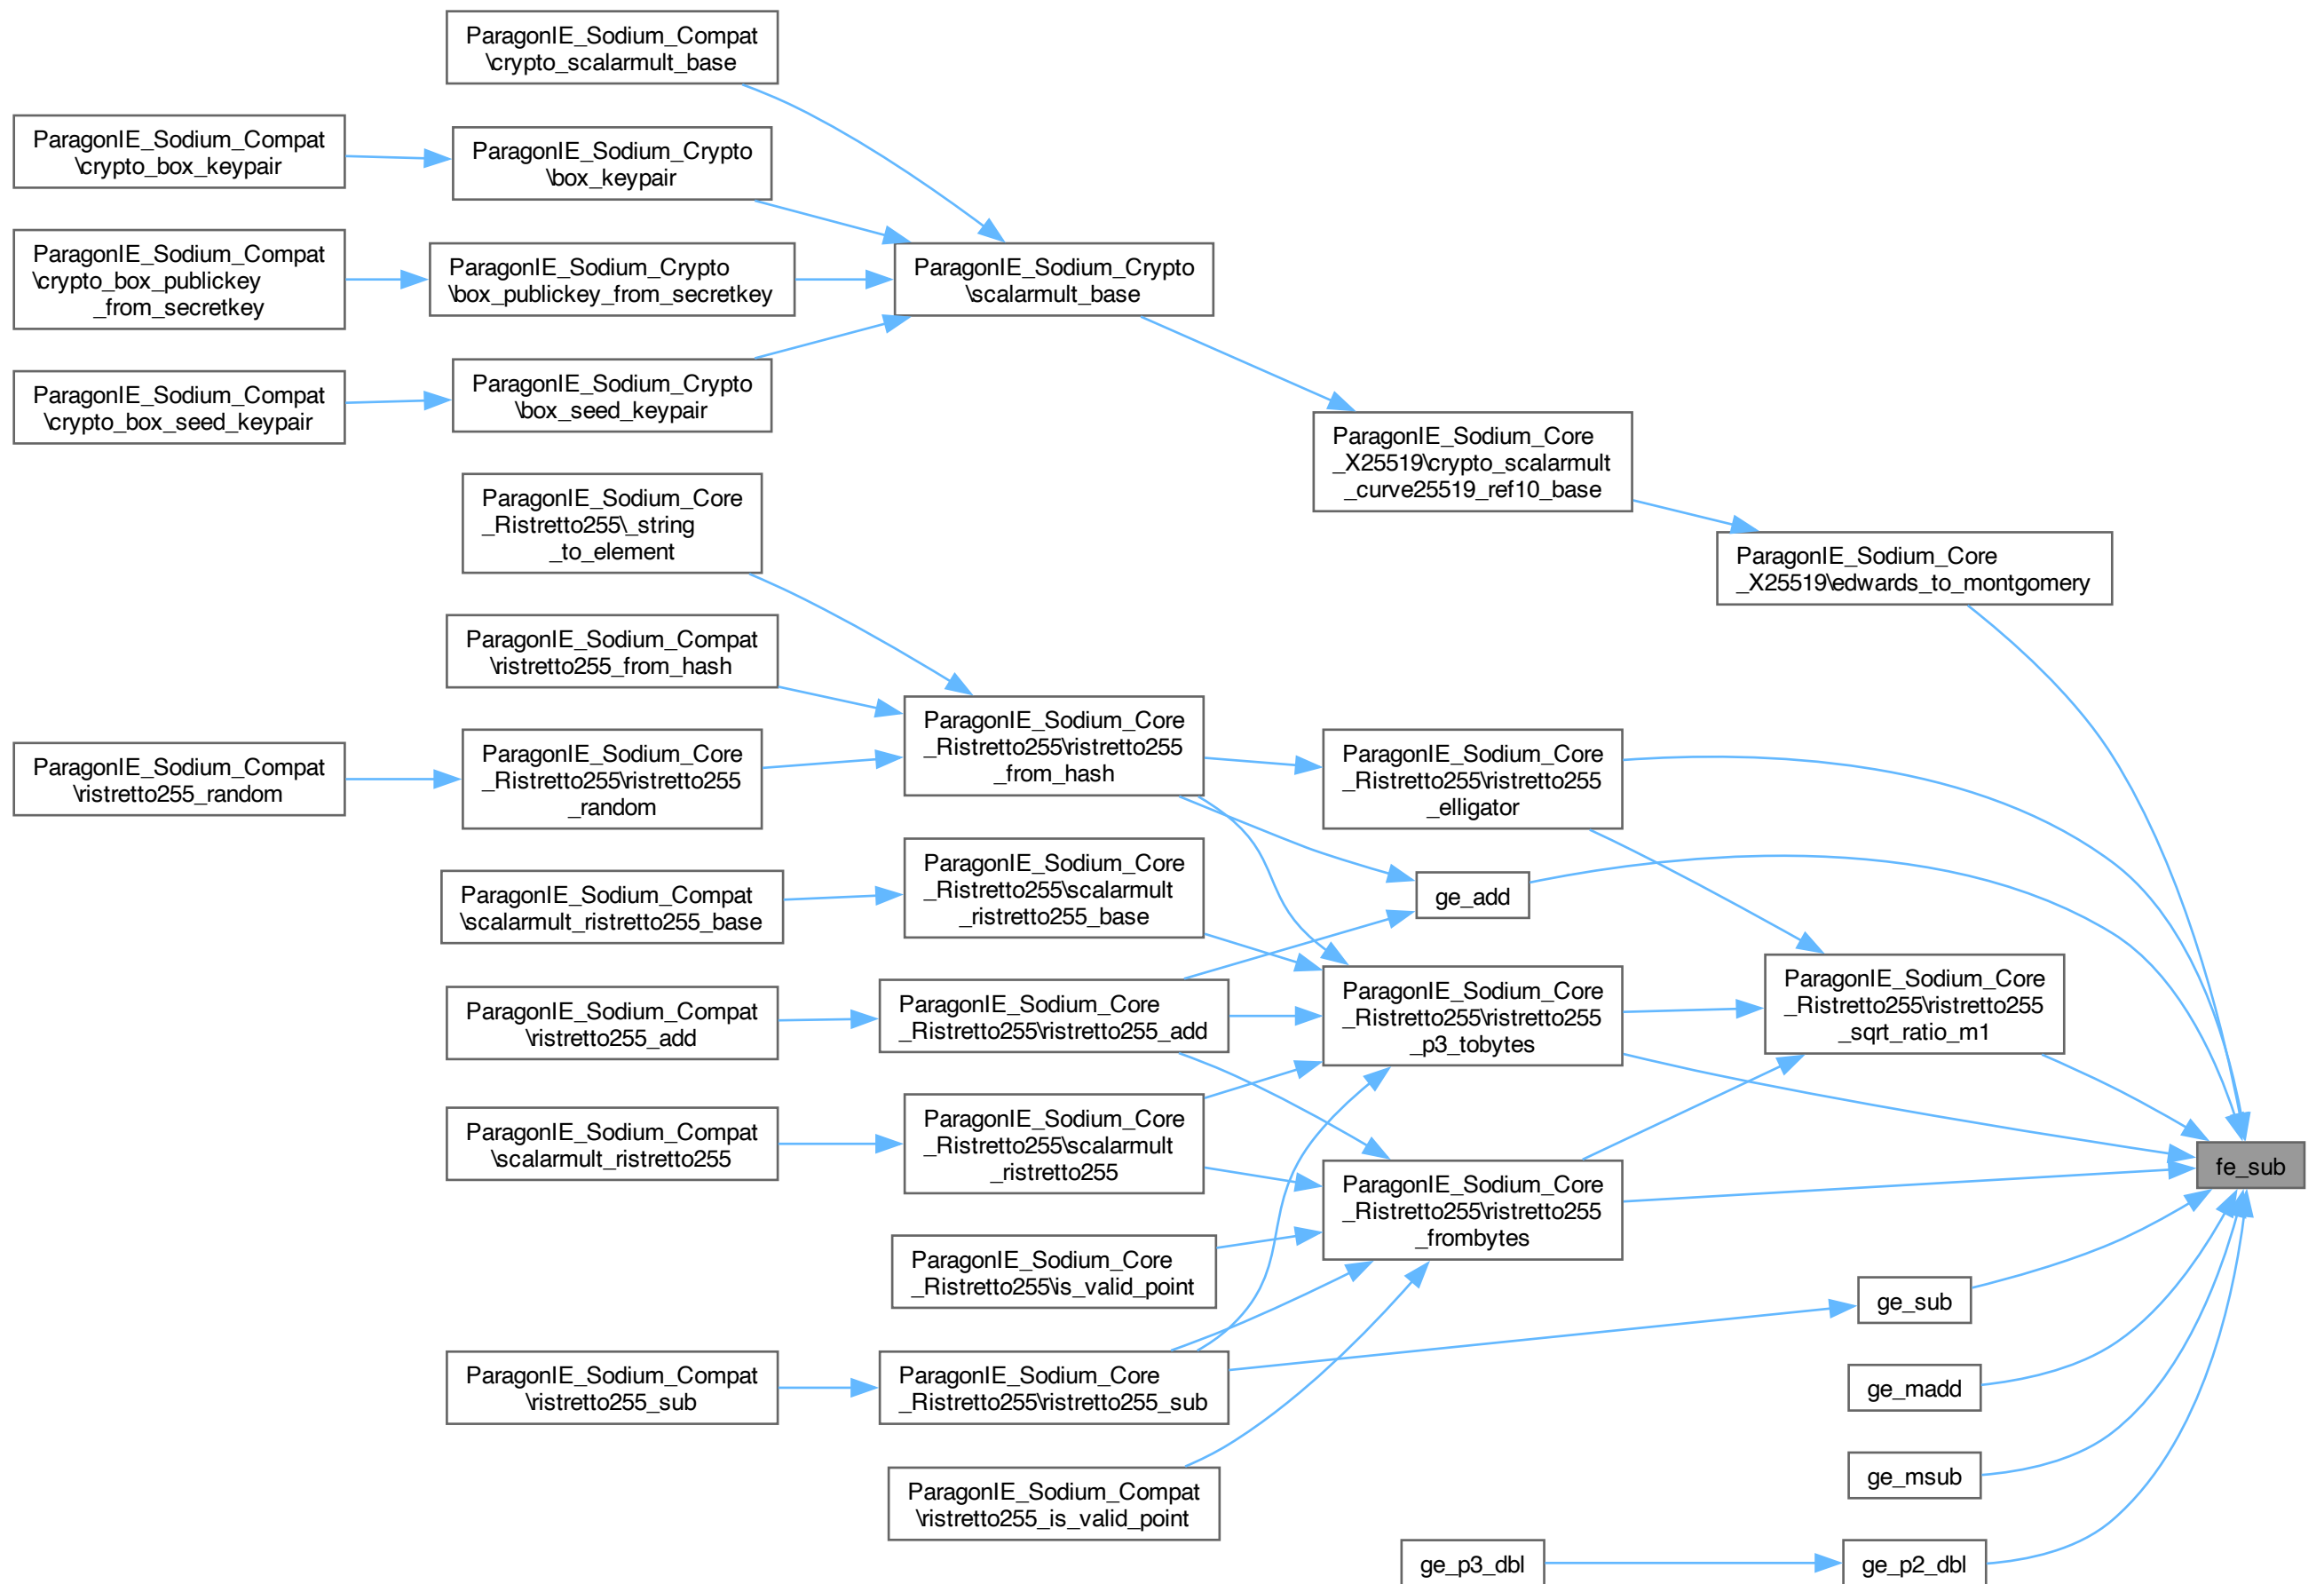 ParagonIE_Sodium_Compat
\crypto_scalarmult_base
ParagonIE_Sodium_Compat
\crypto_box_keypair
ParagonIE_Sodium_Crypto
\box_keypair
ParagonIE_Sodium_Compat
\crypto_box_publickey
_from_secretkey
ParagonIE_Sodium_Crypto
\box_publickey_from_secretkey
ParagonIE_Sodium_Crypto
\scalarmult_base
ParagonIE_Sodium_Compat
\crypto_box_seed_keypair
ParagonIE_Sodium_Crypto
\box_seed_keypair
ParagonIE_Sodium_Core
_X25519\crypto_scalarmult
_curve25519_ref10_base
ParagonIE_Sodium_Core
_Ristretto255\_string
_to_element
ParagonIE_Sodium_Core
_X25519\edwards_to_montgomery
ParagonIE_Sodium_Compat
\ristretto255_from_hash
ParagonIE_Sodium_Compat
\ristretto255_random
ParagonIE_Sodium_Core
_Ristretto255\ristretto255
_random
ParagonIE_Sodium_Core
_Ristretto255\ristretto255
_from_hash
ParagonIE_Sodium_Core
_Ristretto255\ristretto255
_elligator
ParagonIE_Sodium_Compat
\scalarmult_ristretto255_base
ParagonIE_Sodium_Core
_Ristretto255\scalarmult
_ristretto255_base
ge_add
ParagonIE_Sodium_Compat
\ristretto255_add
ParagonIE_Sodium_Core
_Ristretto255\ristretto255_add
ParagonIE_Sodium_Core
_Ristretto255\ristretto255
_p3_tobytes
ParagonIE_Sodium_Core
_Ristretto255\ristretto255
_sqrt_ratio_m1
ParagonIE_Sodium_Compat
\scalarmult_ristretto255
ParagonIE_Sodium_Core
_Ristretto255\scalarmult
_ristretto255
ParagonIE_Sodium_Core
_Ristretto255\ristretto255
_frombytes
fe_sub
ParagonIE_Sodium_Core
_Ristretto255\is_valid_point
ge_sub
ParagonIE_Sodium_Compat
\ristretto255_sub
ParagonIE_Sodium_Core
_Ristretto255\ristretto255_sub
ge_madd
ge_msub
ParagonIE_Sodium_Compat
\ristretto255_is_valid_point
ge_p3_dbl
ge_p2_dbl